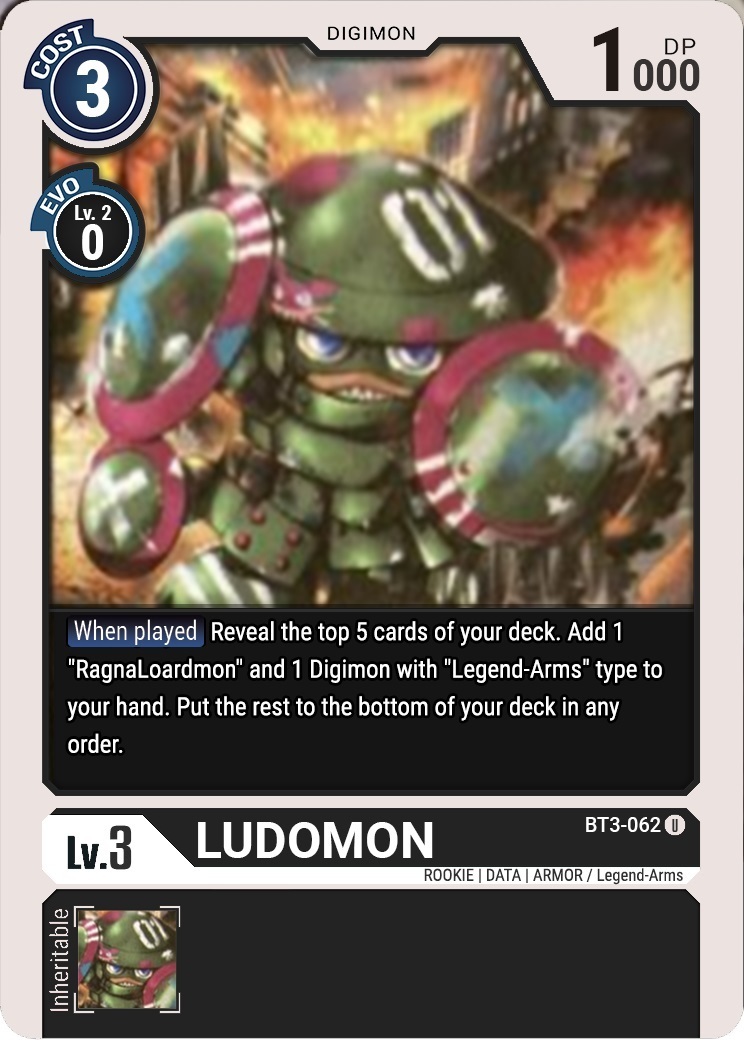 DIGIMON
COST
3
DP
1000
EVO
Lv. 2
0
01
When played Reveal the top 5 cards of your deck. Add 1
"RagnaLoardmon" and 1 Digimon with "Legend-Arms" type to
your hand. Put the rest to the bottom of your deck in any
order.
BT3-062 U
Lv.3
LUDOMON
ROOKIE | DATA | ARMOR / Legend-Arms
Inheritable
01